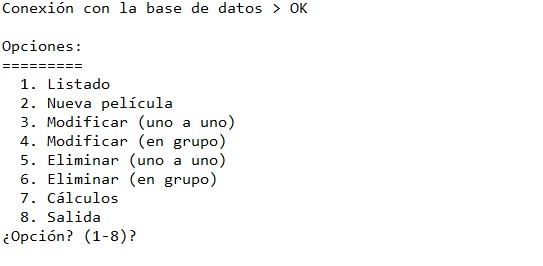 Conexión con la base de datos > OK
Opciones:
=========
1. Listado
2. Nueva película
3. Modificar (uno a uno)
4. Modificar (en grupo)
5. Eliminar (uno a uno)
6. Eliminar (en grupo)
7. Cálculos
8. Salida
¿Opción? (1-8)?